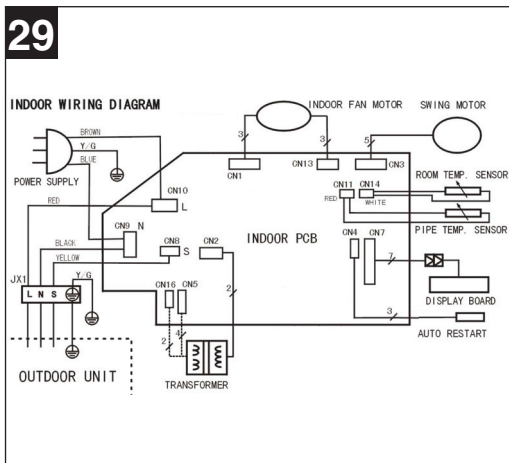 29
INDOOR WIRING DIAGRAM
INDOOR FAN MOTOR
SWING MOTOR
BROWN
Y/G
BLUE
POWER SUPPLY
3
3
5
CN1
CN13
CN3
ROOM TEMP. SENSOR
CN11
CN14
RED
WHITE
PIPE TEMP. SENSOR
RED
CN10
L
CN9
N
BLACK
CN8
S
CN2
INDOOR PCB
CN4
CN7
YELLOW
7
JX1
Y/G
L N S
CN16
CN5
2
DISPLAY BOARD
3
AUTO RESTART
2
4
TRANSFORMER
OUTDOOR UNIT